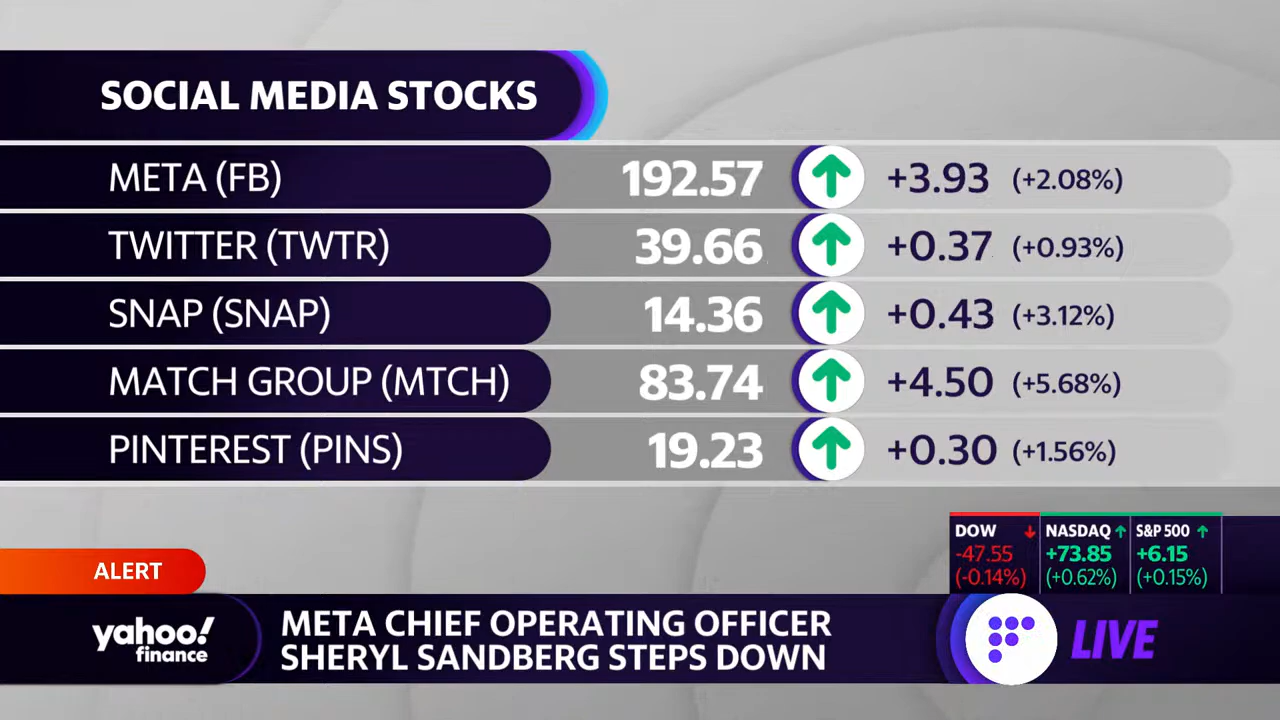 SOCIAL MEDIA STOCKS
META (FB) 192.57 +3.93 (+2.08%)
TWITTER (TWTR) 39.66 +0.37 (+0.93%)
SNAP (SNAP) 14.36 +0.43 (+3.12%)
MATCH GROUP (MTCH) 83.74 +4.50 (+5.68%)
PINTEREST (PINS) 19.23 +0.30 (+1.56%)
DOW NASDAQ S&P 500
-47.55 +73.85 +6.15
(-0.14%) (+0.62%) (+0.15%)
ALERT
yahoo!
finance
META CHIEF OPERATING OFFICER
SHERYL SANDBERG STEPS DOWN
LIVE